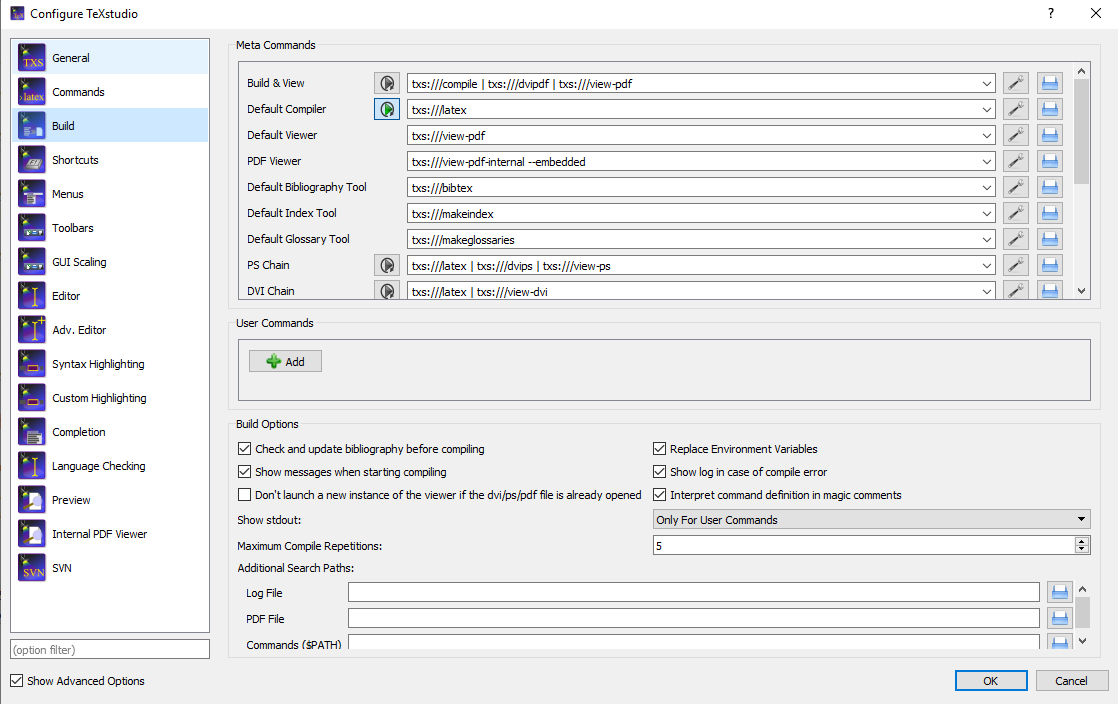 Configure TeXstudio
?
TXS General
latex Commands
Build
Shortcuts
Menus
Toolbars
GUI Scaling
Editor
Adv. Editor
Syntax Highlighting
Custom Highlighting
Completion
Language Checking
Preview
Internal PDF Viewer
SVN SVN
(option filter)
Show Advanced Options
Meta Commands
Build & View txs:///compile | txs:///dvipdf | txs:///view-pdf
Default Compiler txs:///latex
Default Viewer txs:///view-pdf
PDF Viewer txs:///view-pdf-internal --embedded
Default Bibliography Tool txs:///bibtex
Default Index Tool txs:///makeindex
Default Glossary Tool txs:///makeglossaries
PS Chain txs:///latex | txs:///dvips | txs:///view-ps
DVI Chain txs:///latex | txs:///view-dvi
User Commands
Add
Build Options
Check and update bibliography before compiling
Replace Environment Variables
Show messages when starting compiling
Show log in case of compile error
Don't launch a new instance of the viewer if the dvi/ps/pdf file is already opened
Interpret command definition in magic comments
Show stdout: Only For User Commands
Maximum Compile Repetitions: 5
Additional Search Paths:
Log File
PDF File
Commands ($PATH)
OK Cancel